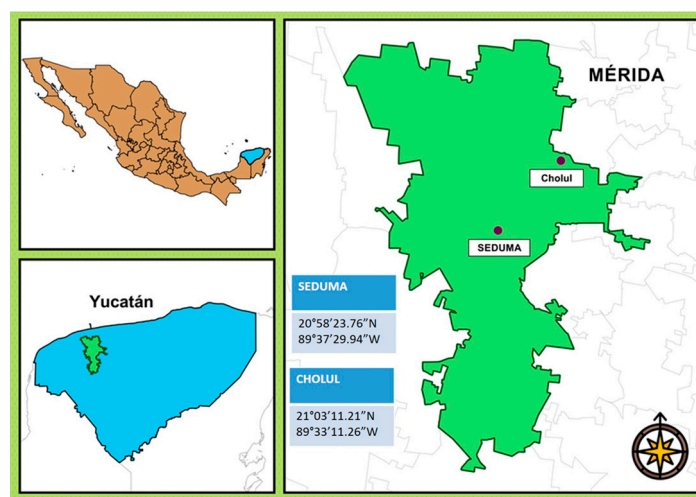 MÉRIDA
Cholul
SEDUMA
Yucatán
SEDUMA
20°58′23.76″N
89°37′29.94″W
CHOLUL
21°03′11.21″N
89°33′11.26″W